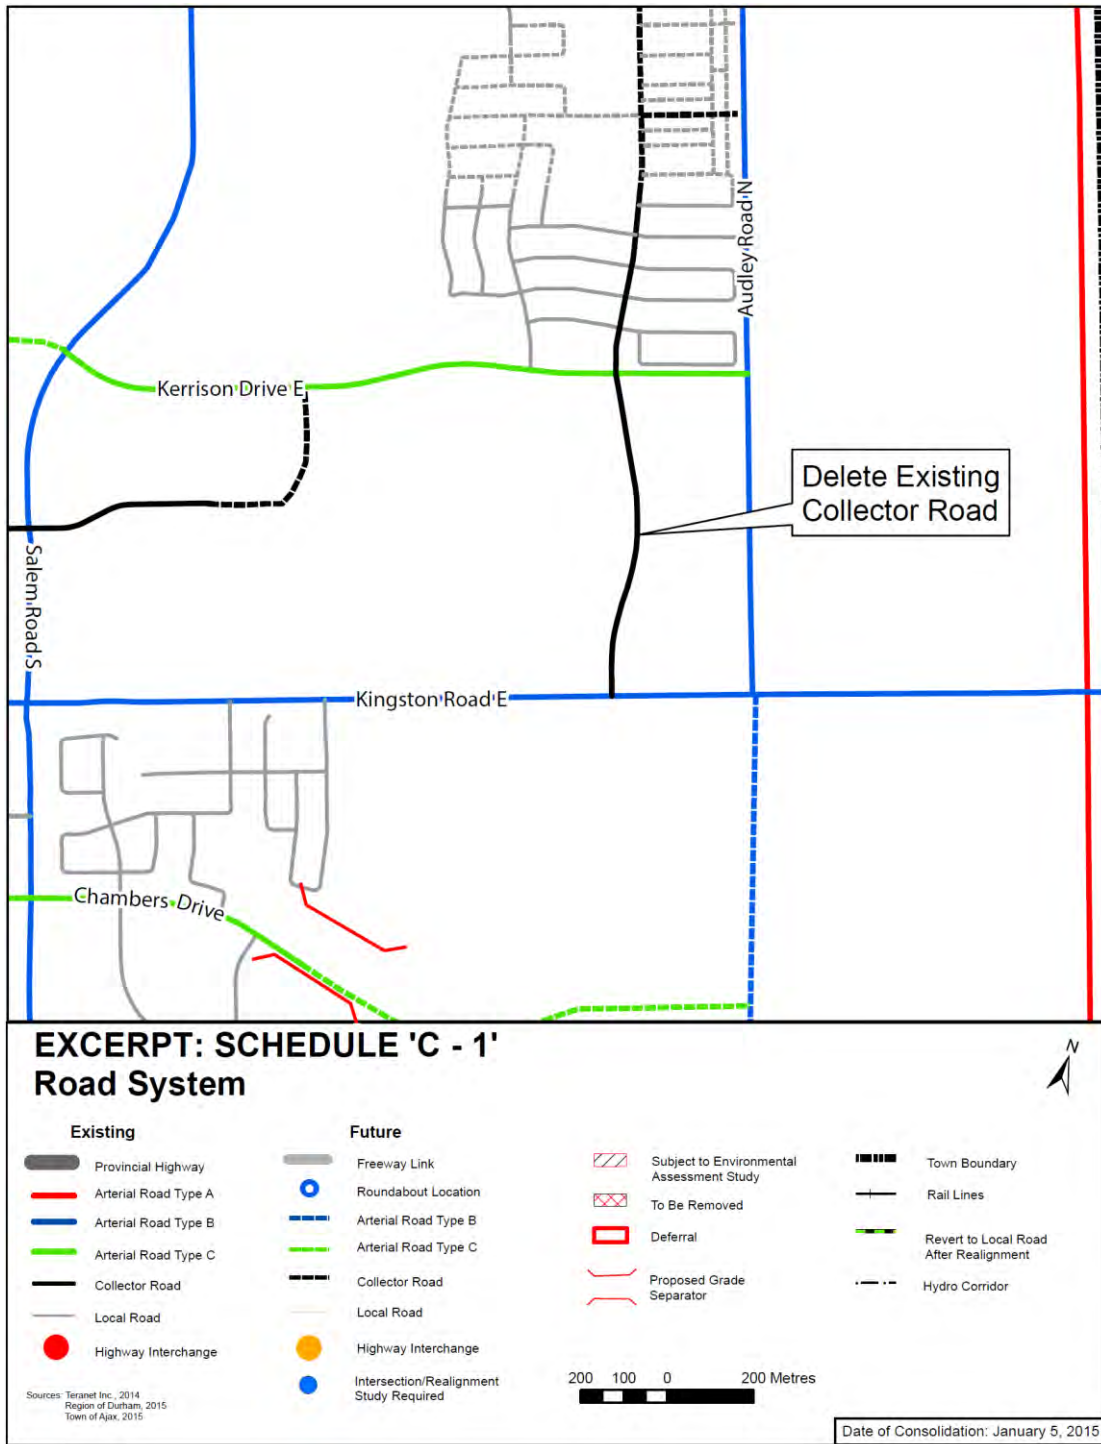 Audley Road N
Kerrison Drive E
Delete Existing
Collector Road
Salem Road S
Kingston Road E
Chambers Drive
EXCERPT: SCHEDULE 'C - 1'
Road System
N
Existing
Provincial Highway
Arterial Road Type A
Arterial Road Type B
Arterial Road Type C
Collector Road
Local Road
Highway Interchange
Future
Freeway Link
Roundabout Location
Arterial Road Type B
Arterial Road Type C
Collector Road
Local Road
Highway Interchange
Intersection/Realignment
Study Required
Subject to Environmental
Assessment Study
To Be Removed
Deferral
Proposed Grade
Separator
Town Boundary
Rail Lines
Revert to Local Road
After Realignment
Hydro Corridor
200 100 0 200 Metres
Sources: Teranet Inc., 2014
Region of Durham, 2015
Town of Ajax, 2015
Date of Consolidation: January 5, 2015